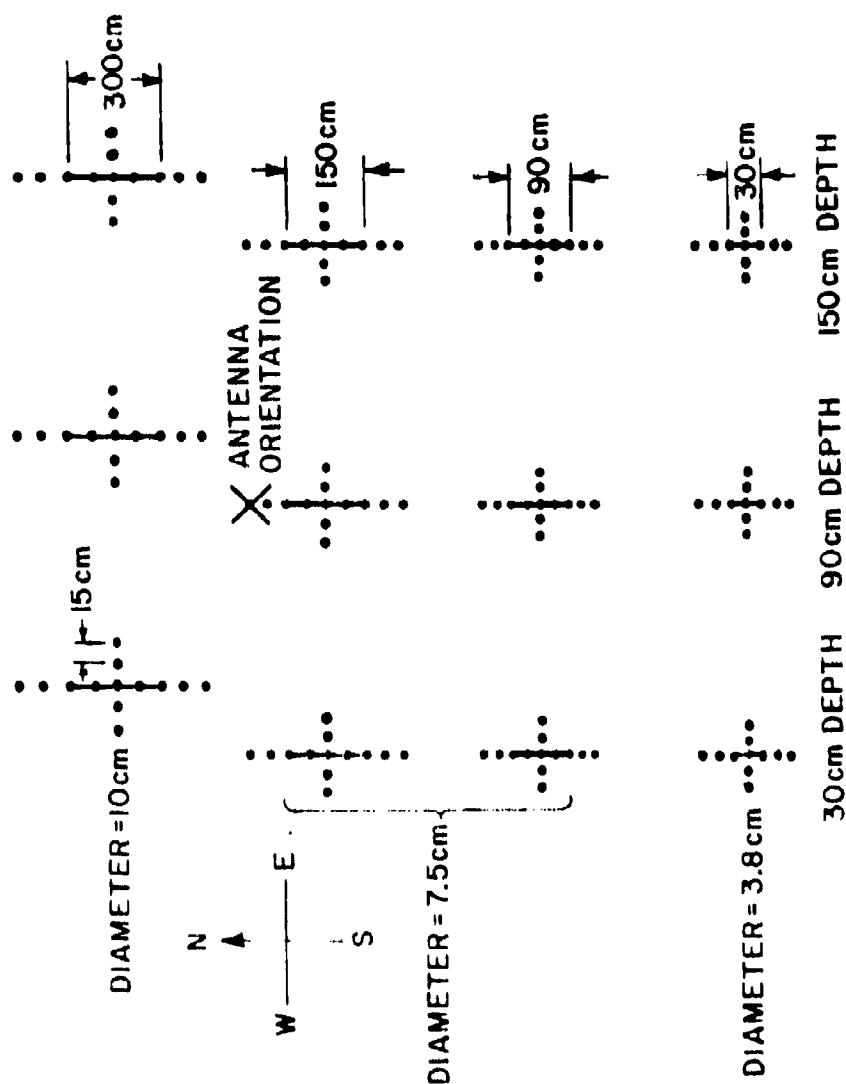 300cm
15cm
DIAMETER=10cm
150cm
ANTENNA
ORIENTATION
N
W
E
S
90cm
DIAMETER=7.5cm
30cm
DIAMETER=3.8cm
30cm DEPTH
90cm DEPTH
150cm DEPTH